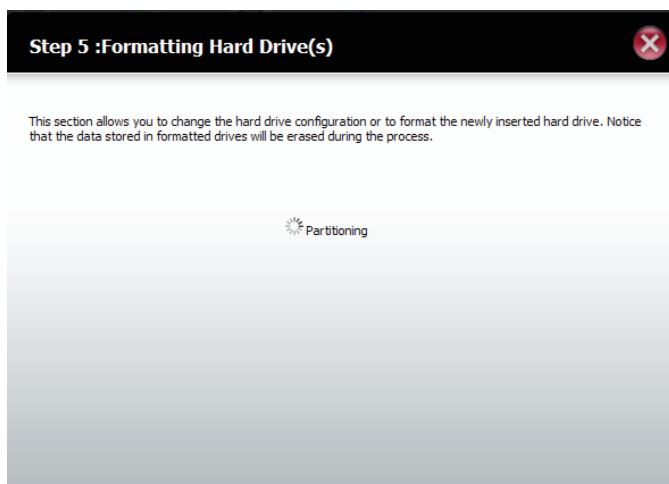 Step 5 :Formatting Hard Drive(s)
This section allows you to change the hard drive configuration or to format the newly inserted hard drive. Notice
that the data stored in formatted drives will be erased during the process.
Partitioning